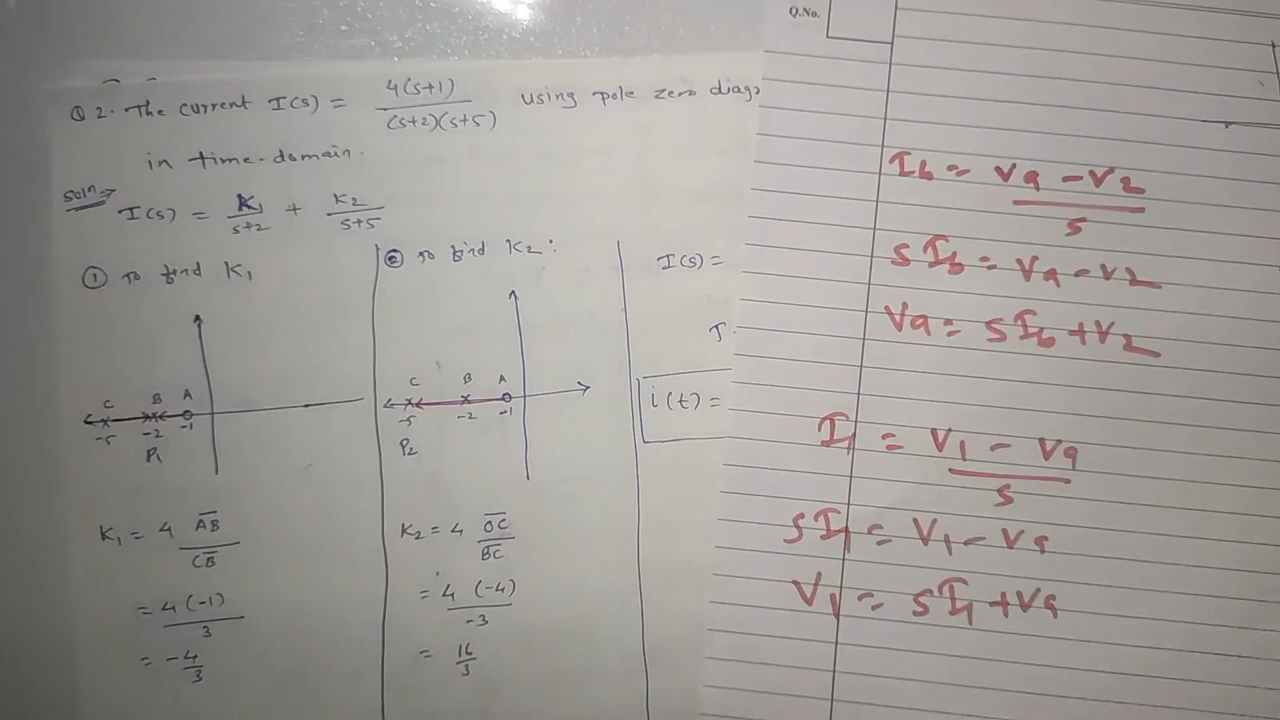 Q.No.
Q 2. The current I(s) = 4(s+1) / (s+2)(s+5) using pole zero diag
in time-domain.
Soln ⇒
I(s) = K1 / s+2 + K2 / s+5
① To find K1
C B A
-5 -2 -1
P1
K1 = 4 AB / CB
= 4 (-1) / 3
= -4/3
② To find K2 :
C B A
-5 -2 -1
P2
K2 = 4 OC / BC
= 4 (-4) / -3
= 16/3
I(s) =
i(t) =
Ib = Va - V2 / s
s Ib = Va - V2
Va = s Ib + V2
I1 = V1 - Va / s
s I1 = V1 - Va
V1 = s I1 + Va